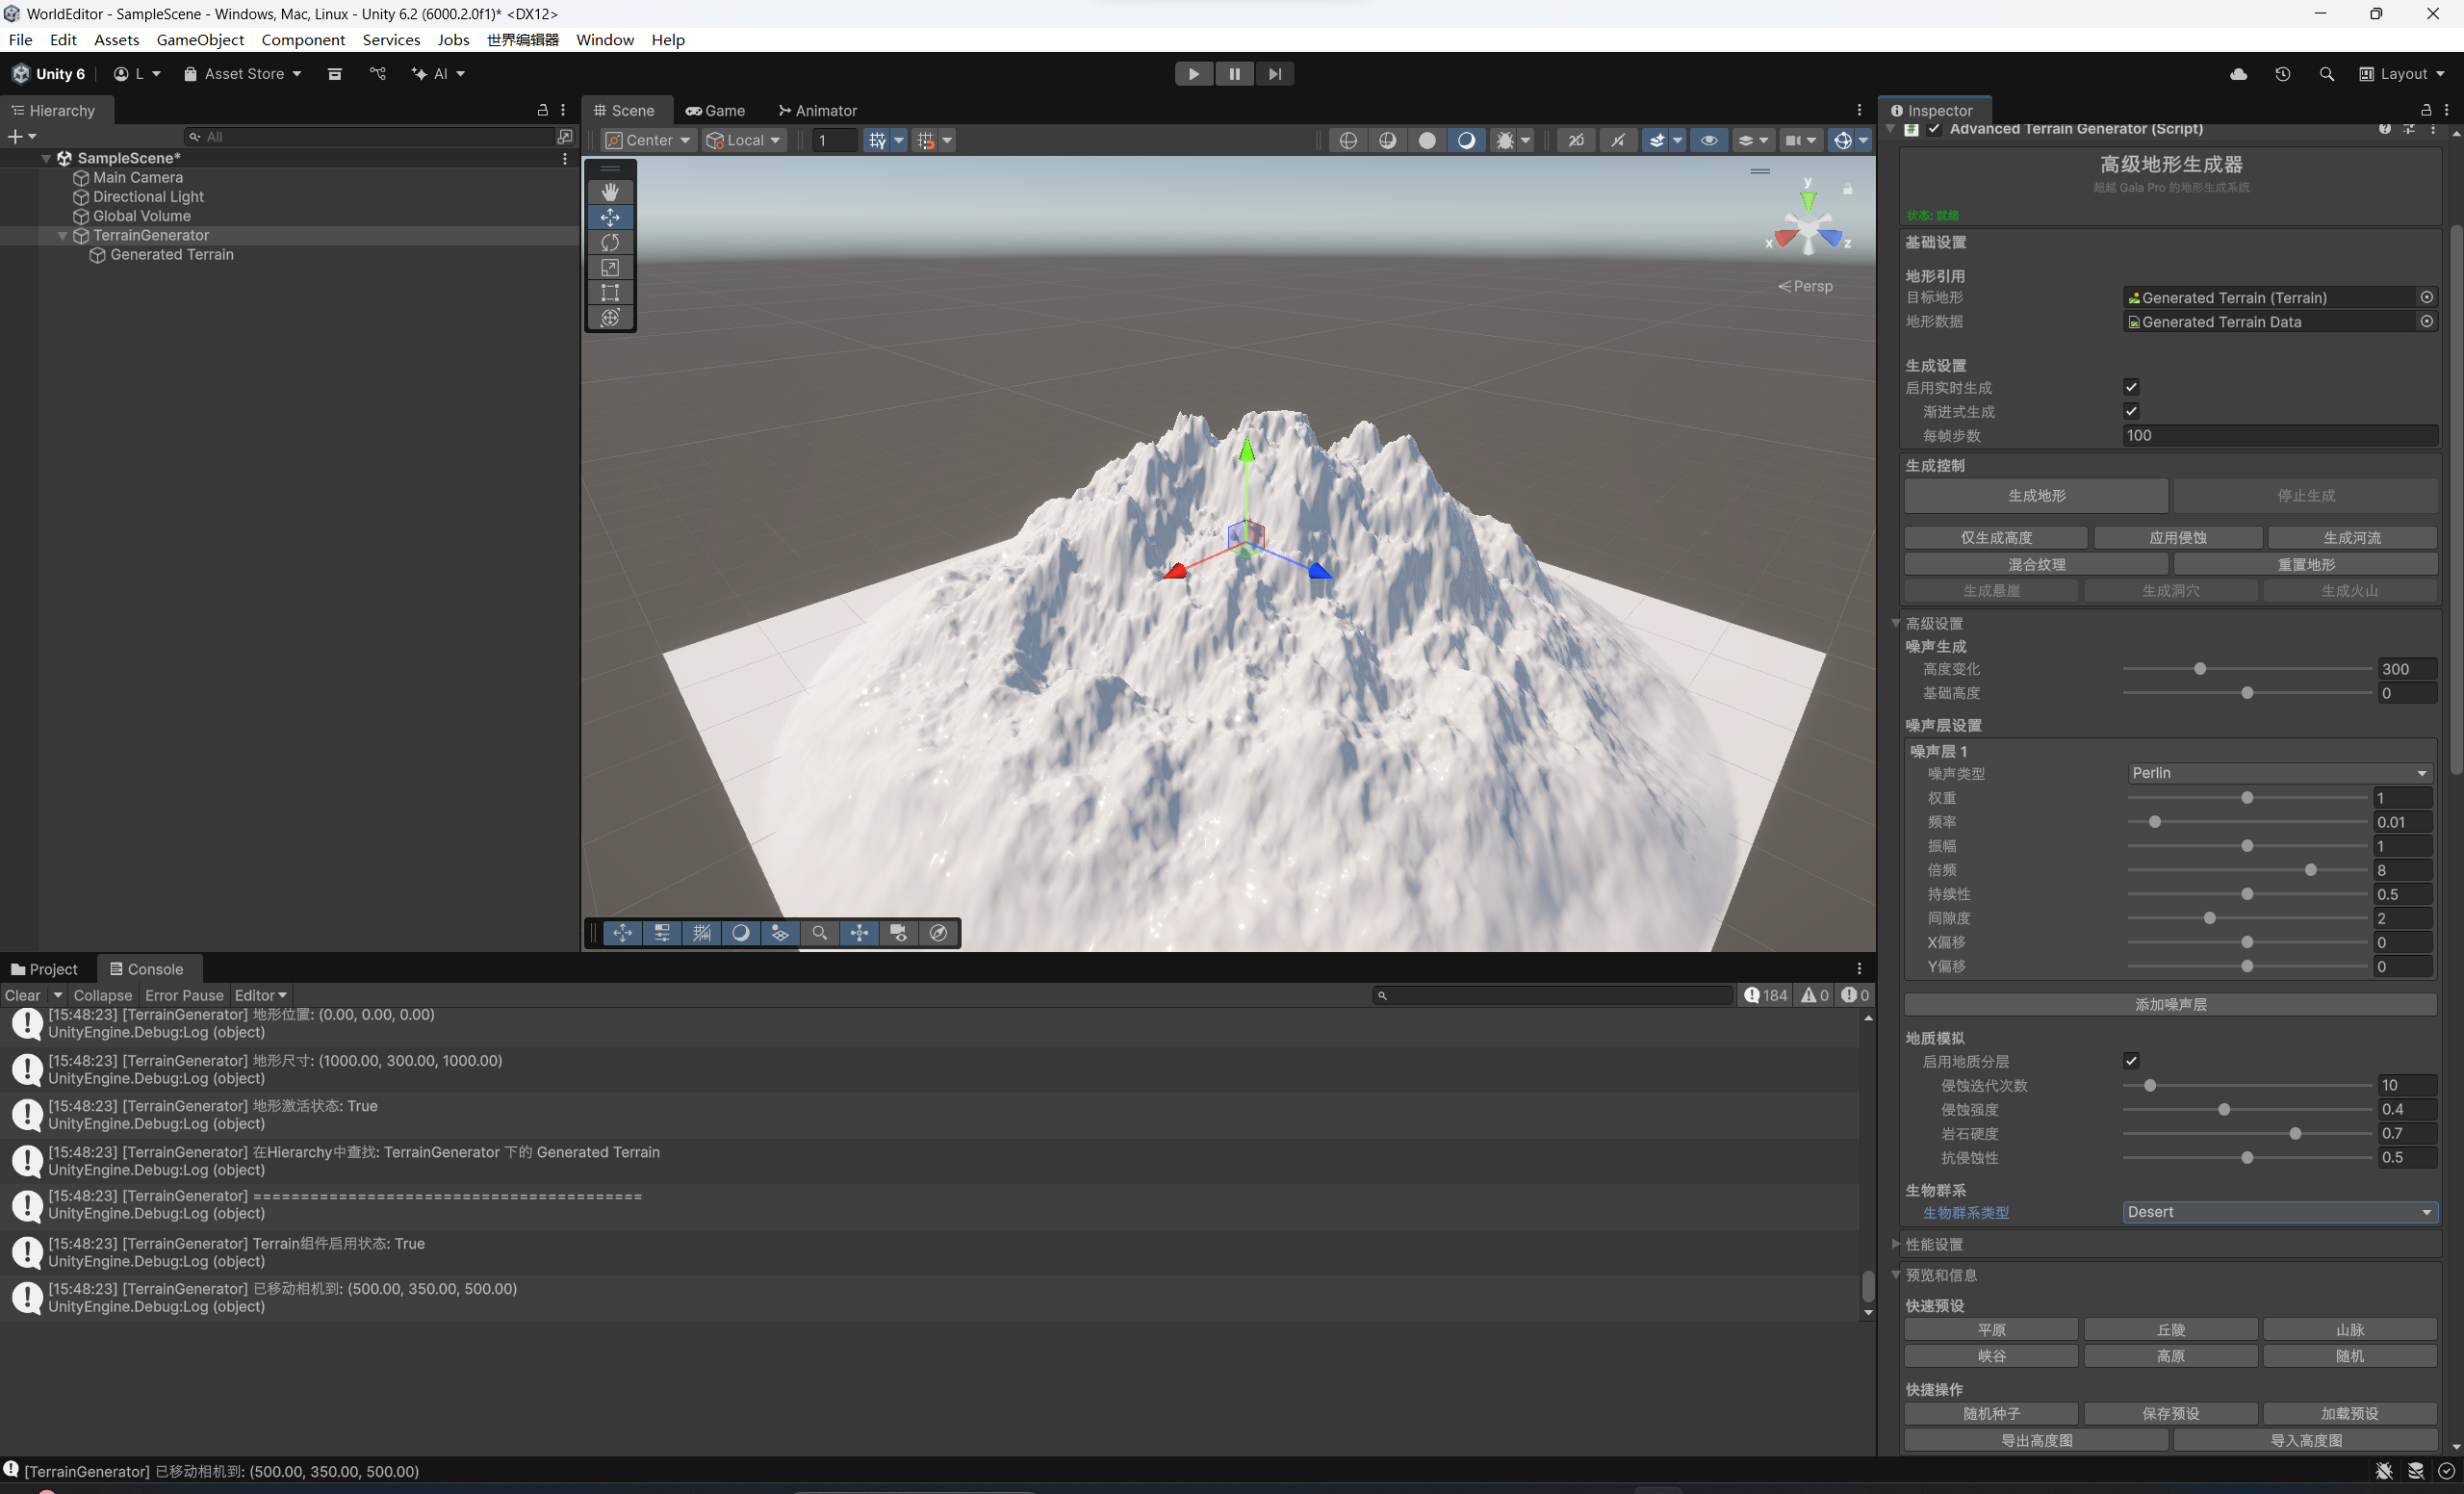 WorldEditor - SampleScene - Windows, Mac, Linux - Unity 6.2 (6000.2.0f1)* <DX12>
File Edit Assets GameObject Component Services Jobs 世界编辑器 Window Help
Unity 6 L Asset Store AI Layout
Hierarchy
All
SampleScene*
Main Camera
Directional Light
Global Volume
TerrainGenerator
Generated Terrain
Scene Game Animator
Center Local 1 2D
y
x z
Persp
Inspector
Advanced Terrain Generator (Script)
高级地形生成器
超越 Gaia Pro 的地形生成系统
状态: 就绪
基础设置
地形引用
目标地形 Generated Terrain (Terrain)
地形数据 Generated Terrain Data
生成设置
启用实时生成
渐进式生成
每帧步数 100
生成控制
生成地形 停止生成
仅生成高度 应用侵蚀 生成河流
混合纹理 重置地形
生成悬崖 生成洞穴 生成火山
高级设置
噪声生成
高度变化 300
基础高度 0
噪声层设置
噪声层 1
噪声类型 Perlin
权重 1
频率 0.01
振幅 1
倍频 8
持续性 0.5
间隙度 2
X偏移 0
Y偏移 0
添加噪声层
地质模拟
启用地质分层
侵蚀迭代次数 10
侵蚀强度 0.4
岩石硬度 0.7
抗侵蚀性 0.5
生物群系
生物群系类型 Desert
性能设置
预览和信息
快速预设
平原 丘陵 山脉
峡谷 高原 随机
快捷操作
随机种子 保存预设 加载预设
导出高度图 导入高度图
Project Console
Clear Collapse Error Pause Editor 184 0 0
[15:48:23] [TerrainGenerator] 地形位置: (0.00, 0.00, 0.00)
UnityEngine.Debug:Log (object)
[15:48:23] [TerrainGenerator] 地形尺寸: (1000.00, 300.00, 1000.00)
UnityEngine.Debug:Log (object)
[15:48:23] [TerrainGenerator] 地形激活状态: True
UnityEngine.Debug:Log (object)
[15:48:23] [TerrainGenerator] 在Hierarchy中查找: TerrainGenerator 下的 Generated Terrain
UnityEngine.Debug:Log (object)
[15:48:23] [TerrainGenerator] ========================================
UnityEngine.Debug:Log (object)
[15:48:23] [TerrainGenerator] Terrain组件启用状态: True
UnityEngine.Debug:Log (object)
[15:48:23] [TerrainGenerator] 已移动相机到: (500.00, 350.00, 500.00)
UnityEngine.Debug:Log (object)
[TerrainGenerator] 已移动相机到: (500.00, 350.00, 500.00)